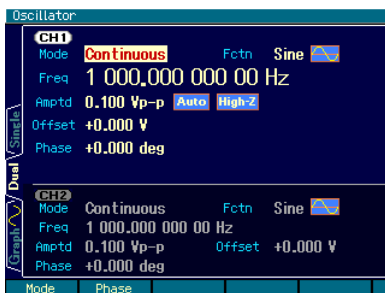 Oscillator
CH1
Mode Continuous Fctn Sine
Freq 1 000.000 000 00 Hz
Amptd 0.100 Vp-p Auto High-Z
Offset +0.000 V
Phase +0.000 deg
Single
Dual
Graph
CH2
Mode Continuous Fctn Sine
Freq 1 000.000 000 00 Hz
Amptd 0.100 Vp-p Offset +0.000 V
Phase +0.000 deg
Mode Phase